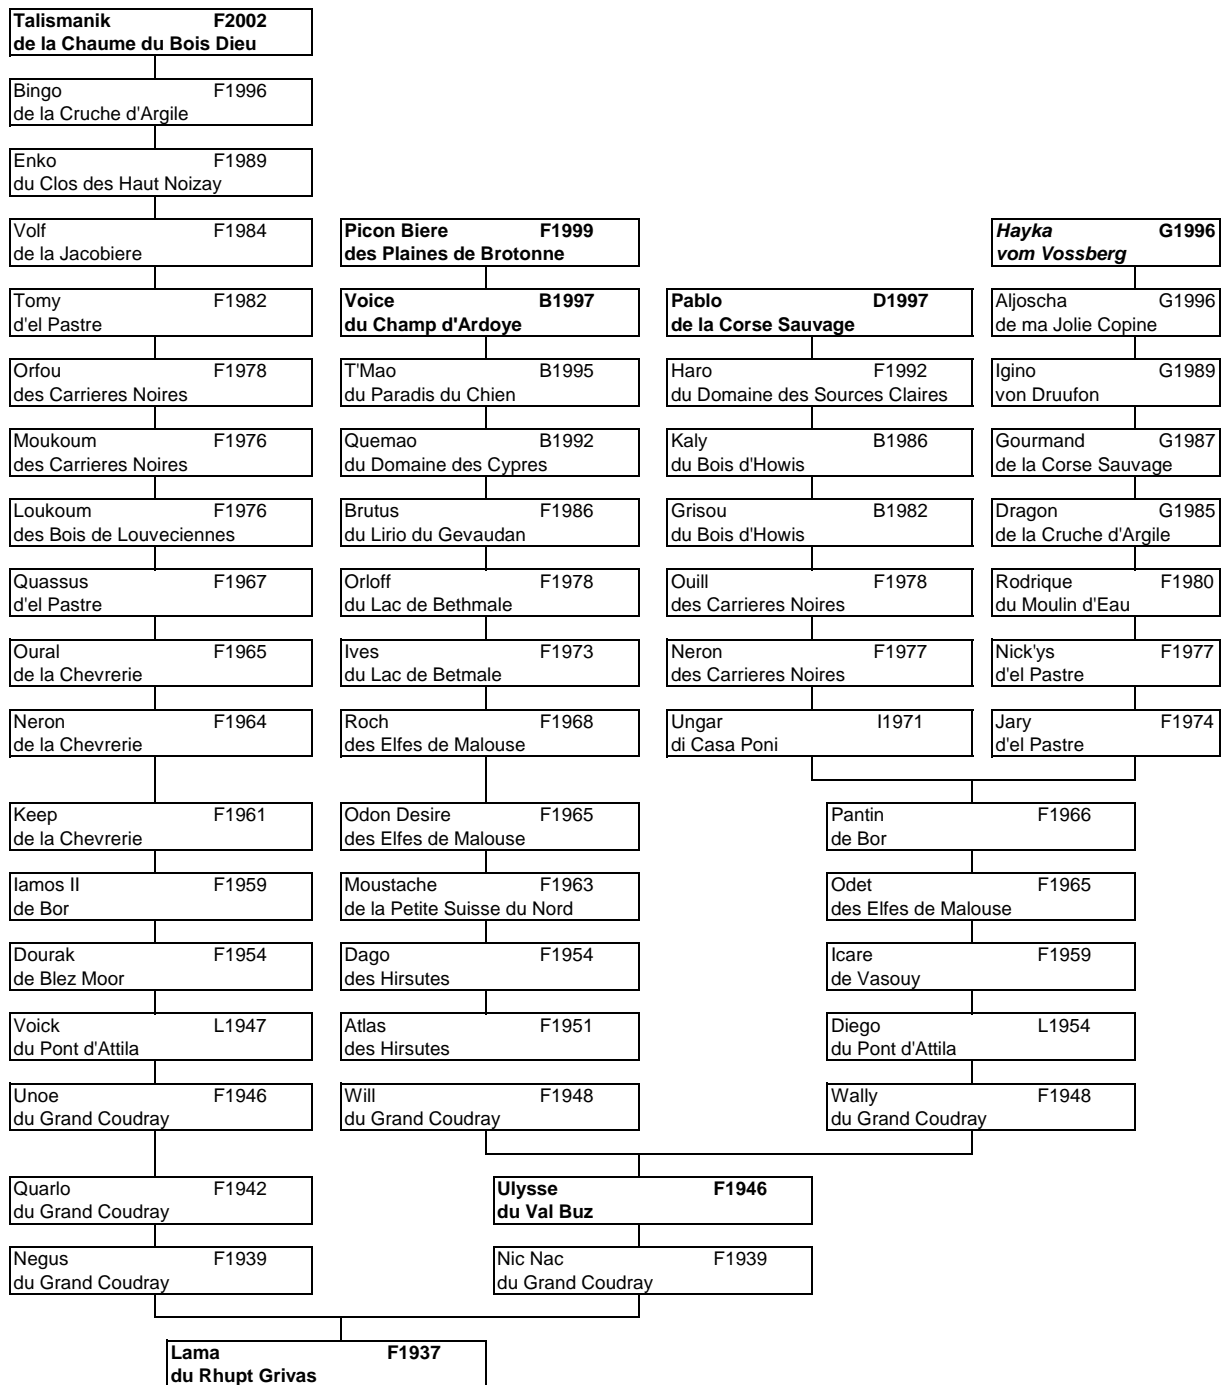 Talismanik F2002
de la Chaume du Bois Dieu
Bingo F1996
de la Cruche d'Argile
Enko F1989
du Clos des Haut Noizay
Volf F1984
de la Jacobiere
Picon Biere F1999
des Plaines de Brotonne
Hayka G1996
vom Vossberg
Tomy F1982
d'el Pastre
Voice B1997
du Champ d'Ardoye
Pablo D1997
de la Corse Sauvage
Aljoscha G1996
de ma Jolie Copine
Orfou F1978
des Carrieres Noires
T'Mao B1995
du Paradis du Chien
Haro F1992
du Domaine des Sources Claires
Igino G1989
von Druufon
Moukoum F1976
des Carrieres Noires
Quemao B1992
du Domaine des Cypres
Kaly B1986
du Bois d'Howis
Gourmand G1987
de la Corse Sauvage
Loukoum F1976
des Bois de Louveciennes
Brutus F1986
du Lirio du Gevaudan
Grisou B1982
du Bois d'Howis
Dragon G1985
de la Cruche d'Argile
Quassus F1967
d'el Pastre
Orloff F1978
du Lac de Bethmale
Ouill F1978
des Carrieres Noires
Rodrique F1980
du Moulin d'Eau
Oural F1965
de la Chevrerie
Ives F1973
du Lac de Betmale
Neron F1977
des Carrieres Noires
Nick'ys F1977
d'el Pastre
Neron F1964
de la Chevrerie
Roch F1968
des Elfes de Malouse
Ungar I1971
di Casa Poni
Jary F1974
d'el Pastre
Keep F1961
de la Chevrerie
Odon Desire F1965
des Elfes de Malouse
Pantin F1966
de Bor
Iamos II F1959
de Bor
Moustache F1963
de la Petite Suisse du Nord
Odet F1965
des Elfes de Malouse
Dourak F1954
de Blez Moor
Dago F1954
des Hirsutes
Icare F1959
de Vasouy
Voick L1947
du Pont d'Attila
Atlas F1951
des Hirsutes
Diego L1954
du Pont d'Attila
Unoe F1946
du Grand Coudray
Will F1948
du Grand Coudray
Wally F1948
du Grand Coudray
Quarlo F1942
du Grand Coudray
Ulysse F1946
du Val Buz
Negus F1939
du Grand Coudray
Nic Nac F1939
du Grand Coudray
Lama F1937
du Rhupt Grivas